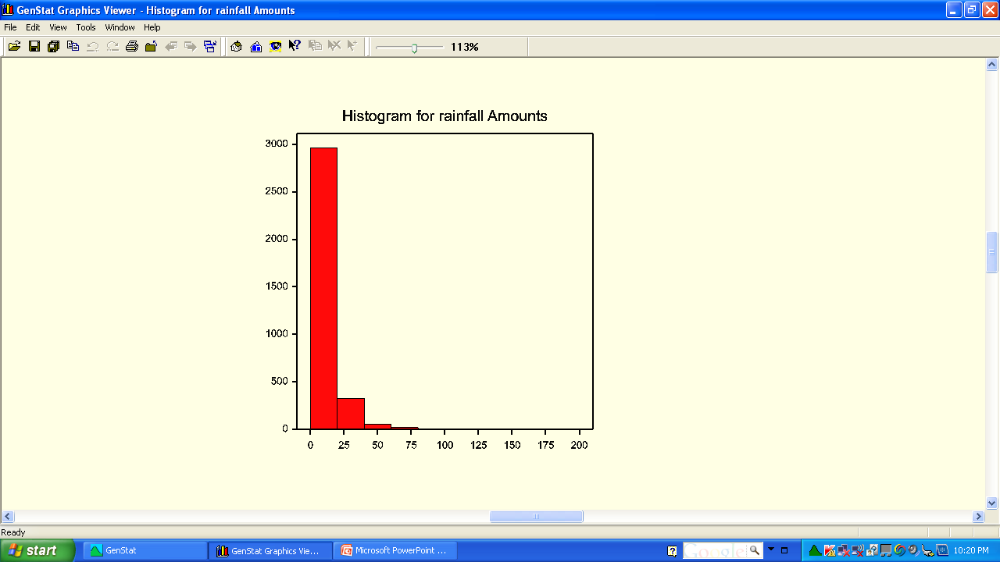 GenStat Graphics Viewer - Histogram for rainfall Amounts
File Edit View Tools Window Help
113%
Histogram for rainfall Amounts
3000
2500
2000
1500
1000
500
0
0 25 50 75 100 125 150 175 200
Ready
start GenStat GenStat Graphics Vie... Microsoft PowerPoint ... Google 10:20 PM